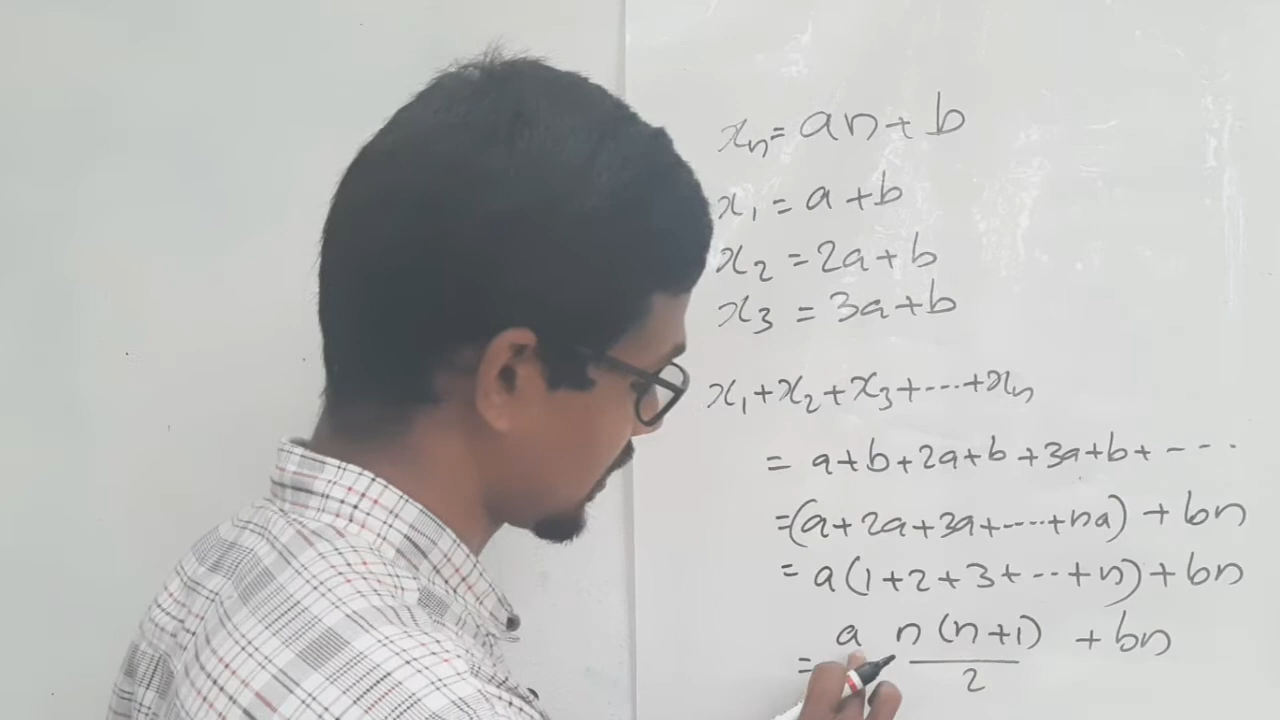 xₙ = an + b
x₁ = a + b
x₂ = 2a + b
x₃ = 3a + b
x₁ + x₂ + x₃ + ---- + xₙ
= a + b + 2a + b + 3a + b + ----
= (a + 2a + 3a + ---- + na) + bn
= a(1 + 2 + 3 + --- + n) + bn
= a n(n+1)/2 + bn